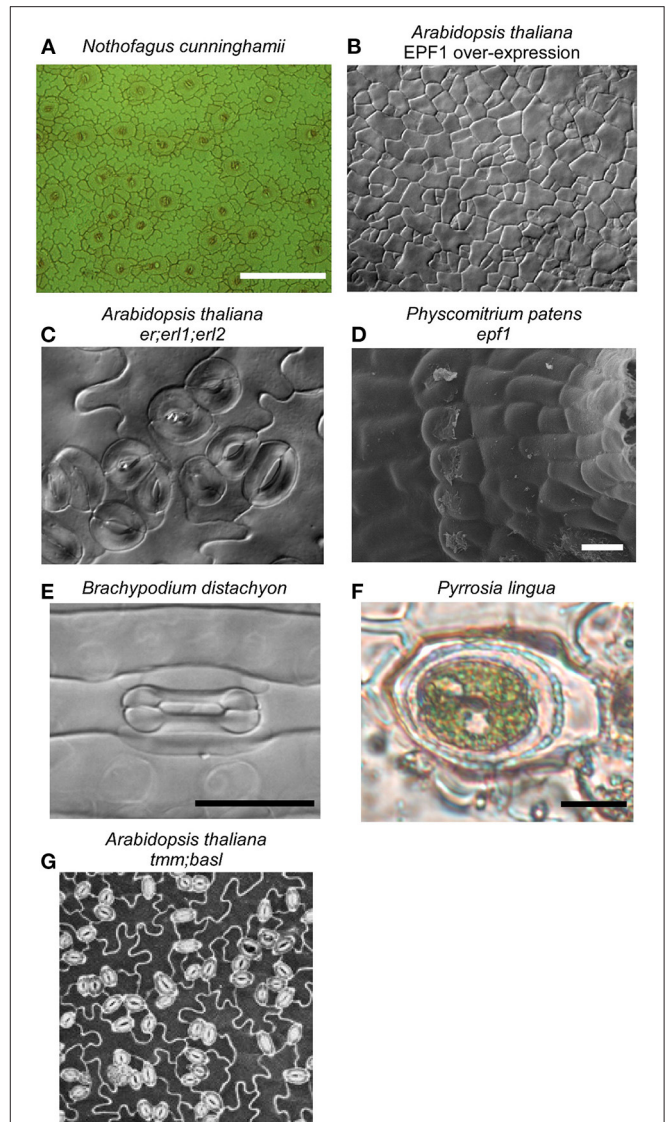 A
Nothofagus cunninghamii
B
Arabidopsis thaliana
EPF1 over-expression
Arabidopsis thaliana
C
er;erl1;erl2
Physcomitrium patens
D
epf1
E
Brachypodium distachyon
F
Pyrrosia lingua
Arabidopsis thaliana
G
tmm;basl